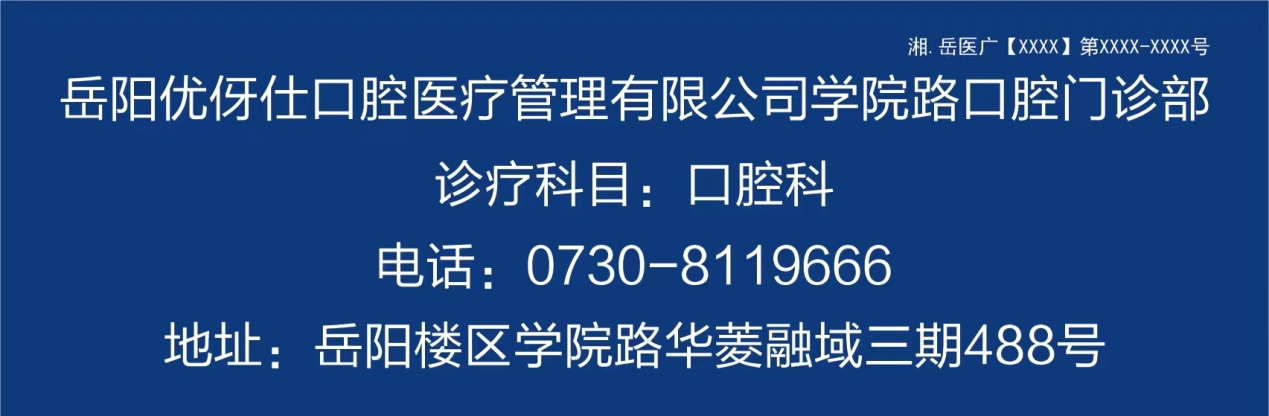 湘.岳医广【XXXX】第XXXX-XXXX号
岳阳优伢仕口腔医疗管理有限公司学院路口腔门诊部
诊疗科目：口腔科
电话：0730-8119666
地址：岳阳楼区学院路华菱融域三期488号